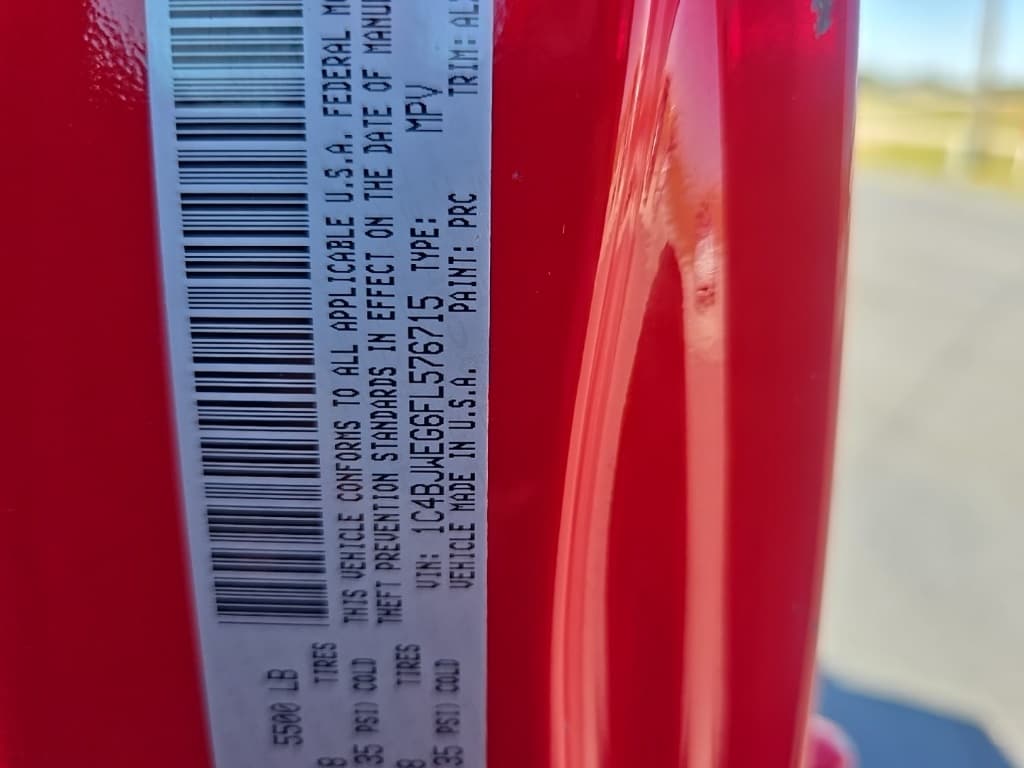 5500 LB
TIRES
35 PSI) COLD
TIRES
35 PSI) COLD
THIS VEHICLE CONFORMS TO ALL APPLICABLE U.S.A. FEDERAL
THEFT PREVENTION STANDARDS IN EFFECT ON THE DATE OF
VIN: 1C4BJWEG6FL576715 TYPE: MPV
VEHICLE MADE IN U.S.A. PAINT: PRC TRIM: